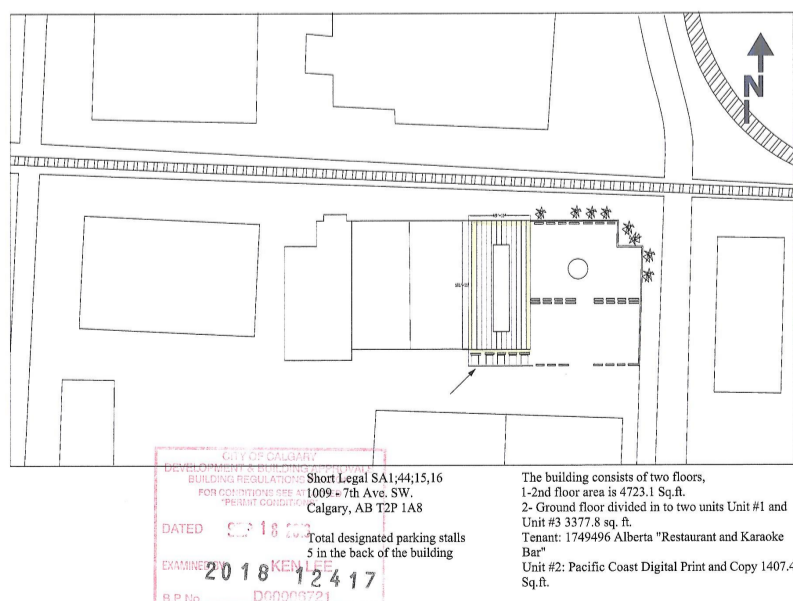 N
CITY OF CALGARY
DEVELOPMENT & BUILDING APPROVALS
BUILDING REGULATIONS
FOR CONDITIONS SEE
"PERMIT CONDITIONS"
DATED SEP 18
EXAMINED BY KEN LEE
2018 12417
B.P. No.
Short Legal SA1;44;15,16
1009 - 7th Ave. SW.
Calgary, AB T2P 1A8
Total designated parking stalls
5 in the back of the building
The building consists of two floors,
1-2nd floor area is 4723.1 Sq.ft.
2- Ground floor divided in to two units Unit #1 and
Unit #3 3377.8 sq. ft.
Tenant: 1749496 Alberta "Restaurant and Karaoke
Bar"
Unit #2: Pacific Coast Digital Print and Copy 1407.4
Sq.ft.